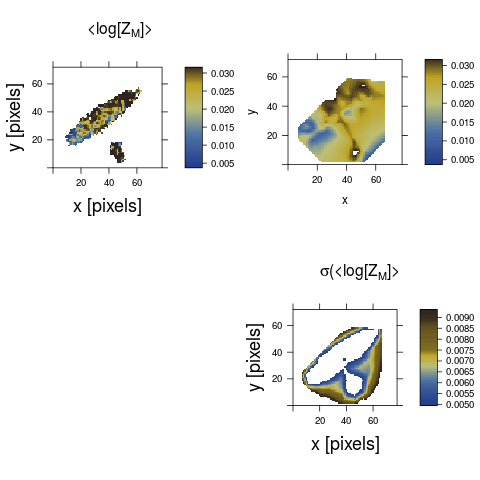 <log[Z_M]>
60
40
20
20 40 60
y [pixels]
x [pixels]
0.030
0.025
0.020
0.015
0.010
0.005
60
40
20
20 40 60
y
x
0.030
0.025
0.020
0.015
0.010
0.005
σ(<log[Z_M]>
60
40
20
0
20 40 60
y [pixels]
x [pixels]
0.0090
0.0085
0.0080
0.0075
0.0070
0.0065
0.0060
0.0055
0.0050